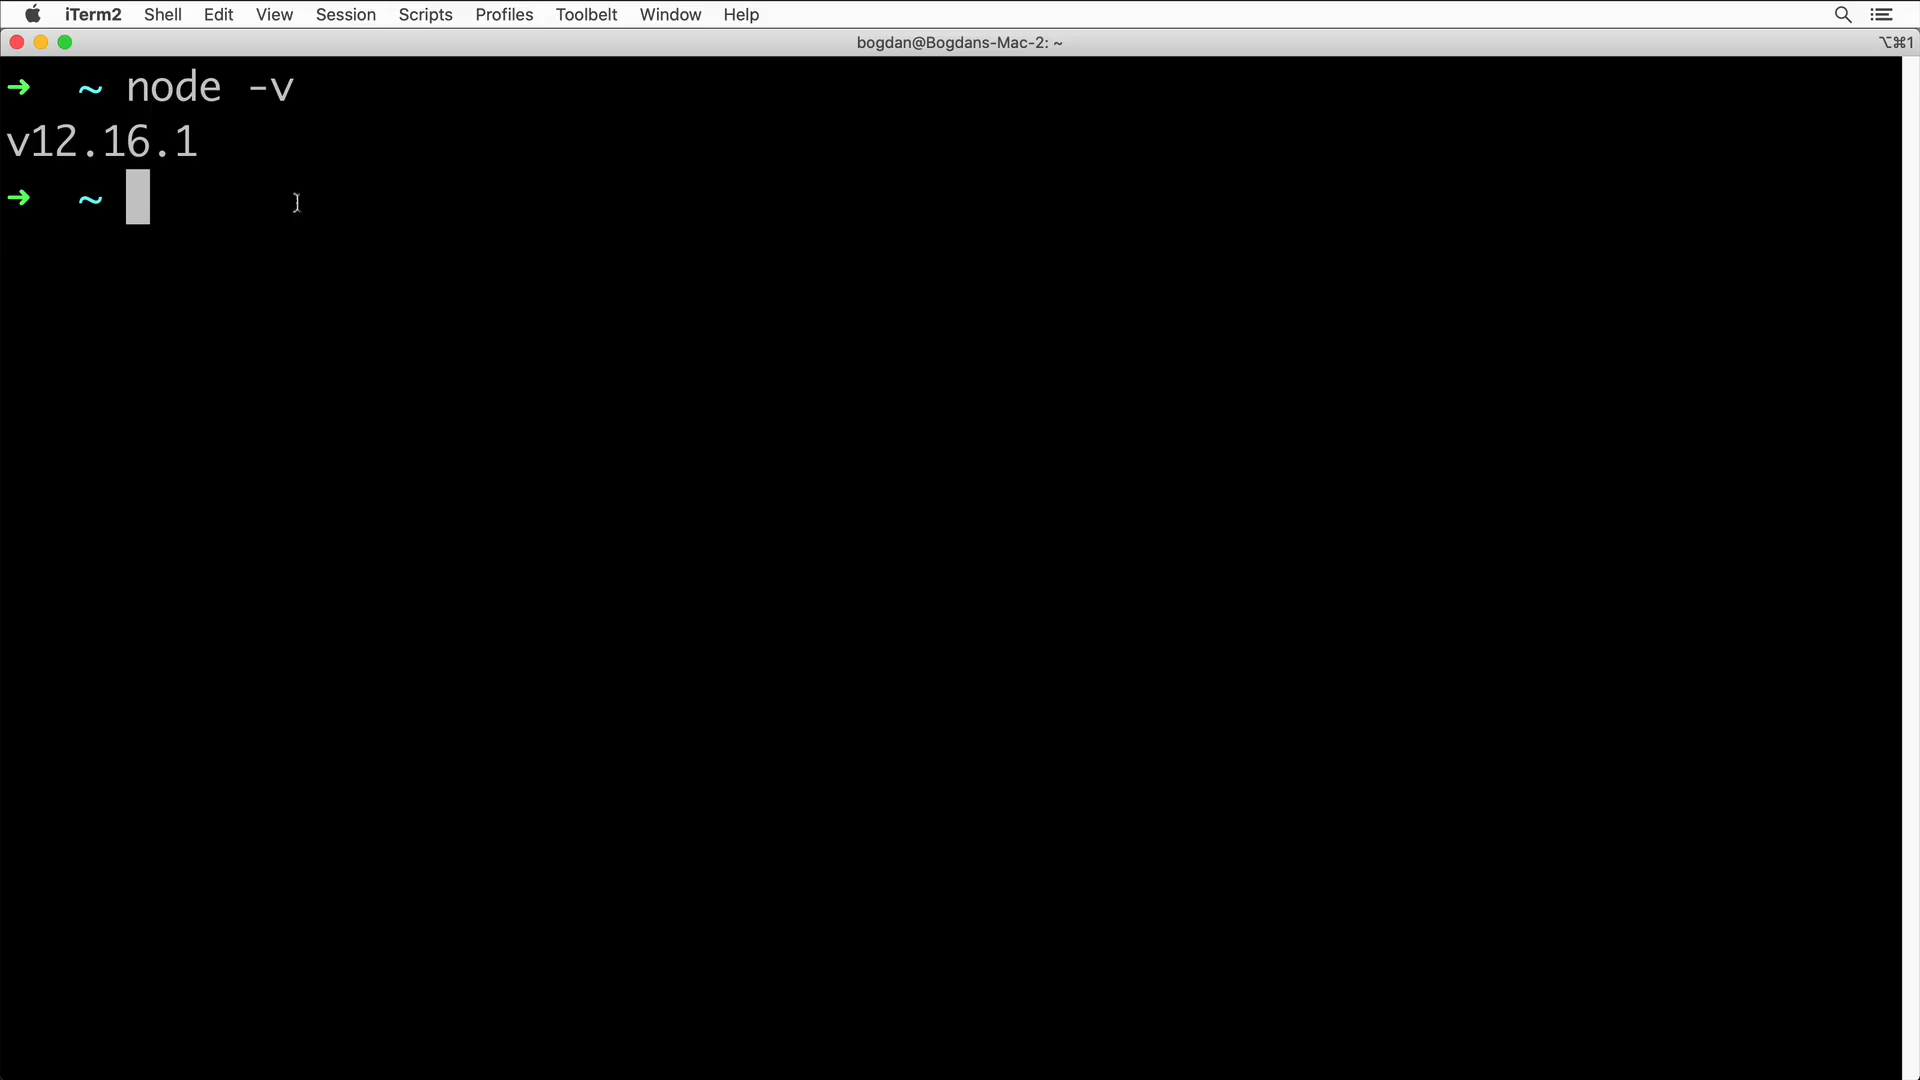 iTerm2 Shell Edit View Session Scripts Profiles Toolbelt Window Help
bogdan@Bogdans-Mac-2: ~ ⌥⌘1
➜ ~ node -v
v12.16.1
➜ ~